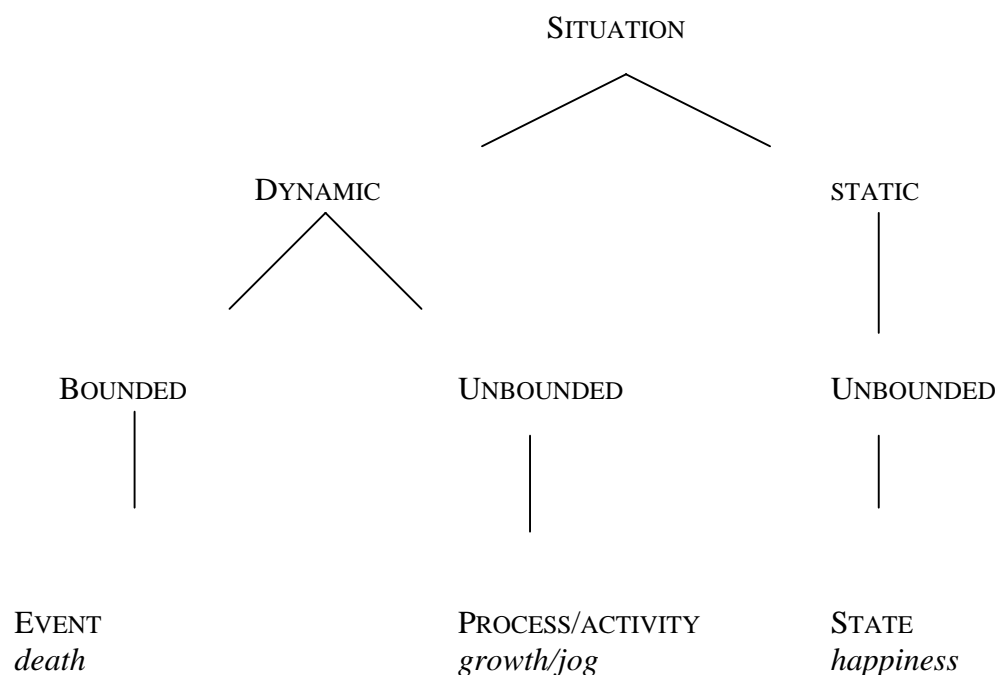 SITUATION
DYNAMIC STATIC
BOUNDED UNBOUNDED UNBOUNDED
EVENT PROCESS/ACTIVITY STATE
death growth/jog happiness